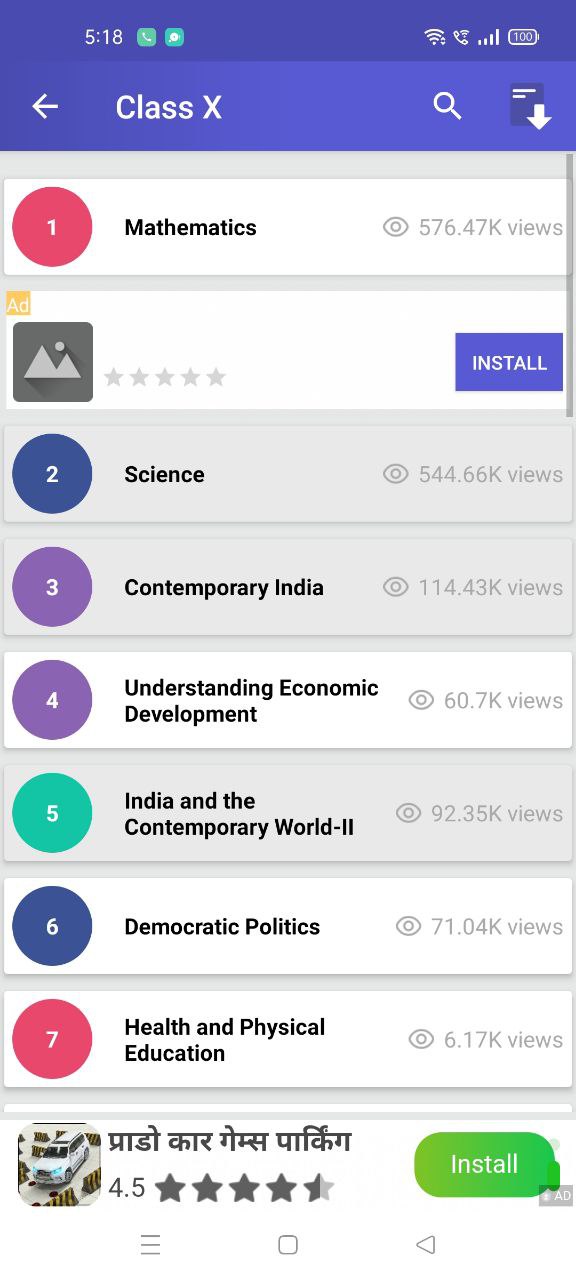 5:18 100
Class X
1 Mathematics 576.47K views
Ad
INSTALL
2 Science 544.66K views
3 Contemporary India 114.43K views
4 Understanding Economic
Development 60.7K views
5 India and the
Contemporary World-II 92.35K views
6 Democratic Politics 71.04K views
7 Health and Physical
Education 6.17K views
प्राडो कार गेम्स पार्किंग
4.5
Install
AD